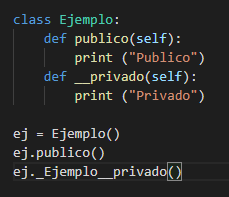 class Ejemplo:
    def publico(self):
        print ("Publico")
    def __privado(self):
        print ("Privado")

ej = Ejemplo()
ej.publico()
ej._Ejemplo__privado()